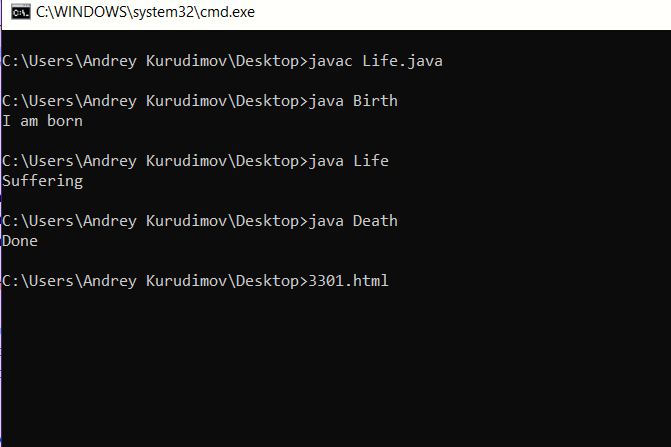 C:\WINDOWS\system32\cmd.exe
C:\Users\Andrey Kurudimov\Desktop>javac Life.java
C:\Users\Andrey Kurudimov\Desktop>java Birth
I am born
C:\Users\Andrey Kurudimov\Desktop>java Life
Suffering
C:\Users\Andrey Kurudimov\Desktop>java Death
Done
C:\Users\Andrey Kurudimov\Desktop>3301.html